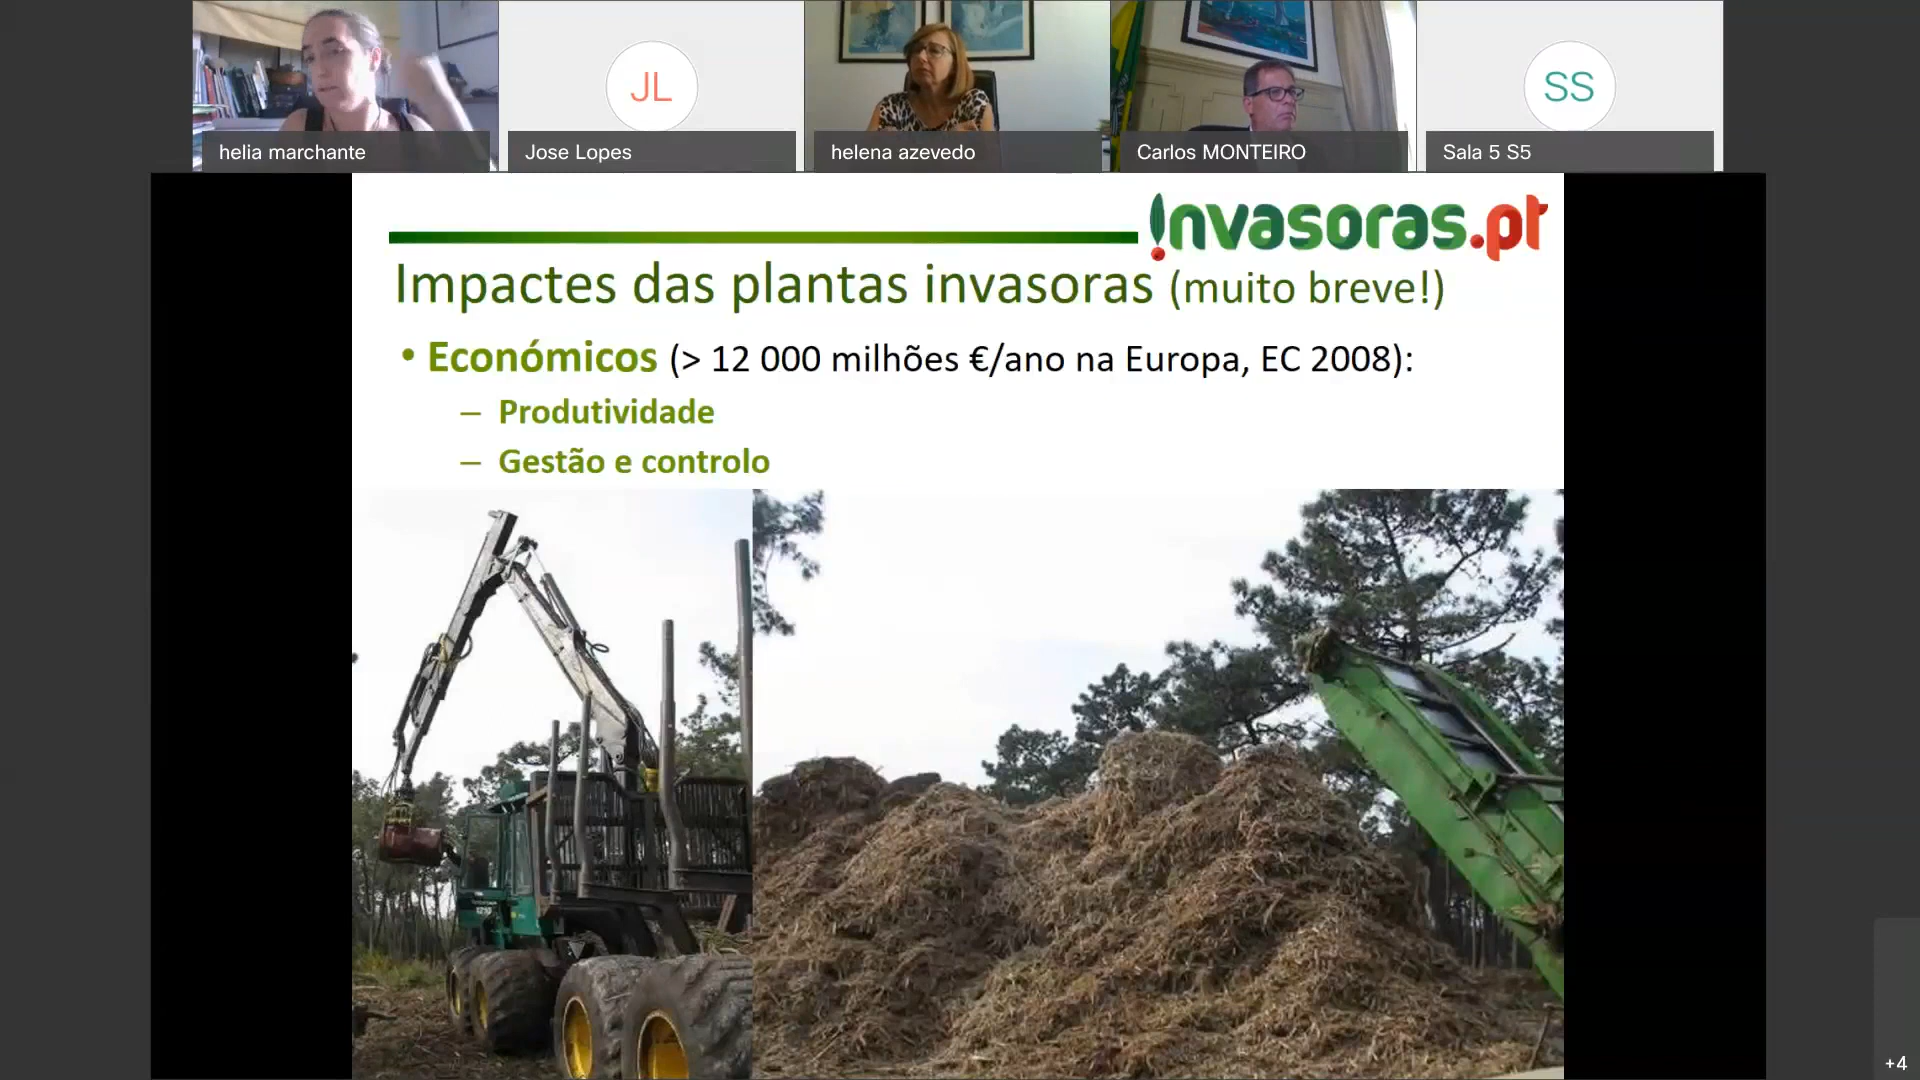 helia marchante
JL
Jose Lopes
helena azevedo
Carlos MONTEIRO
SS
Sala 5 S5
invasoras.pt
Impactes das plantas invasoras (muito breve!)
• Económicos (> 12 000 milhões €/ano na Europa, EC 2008):
– Produtividade
– Gestão e controlo
1210
+4